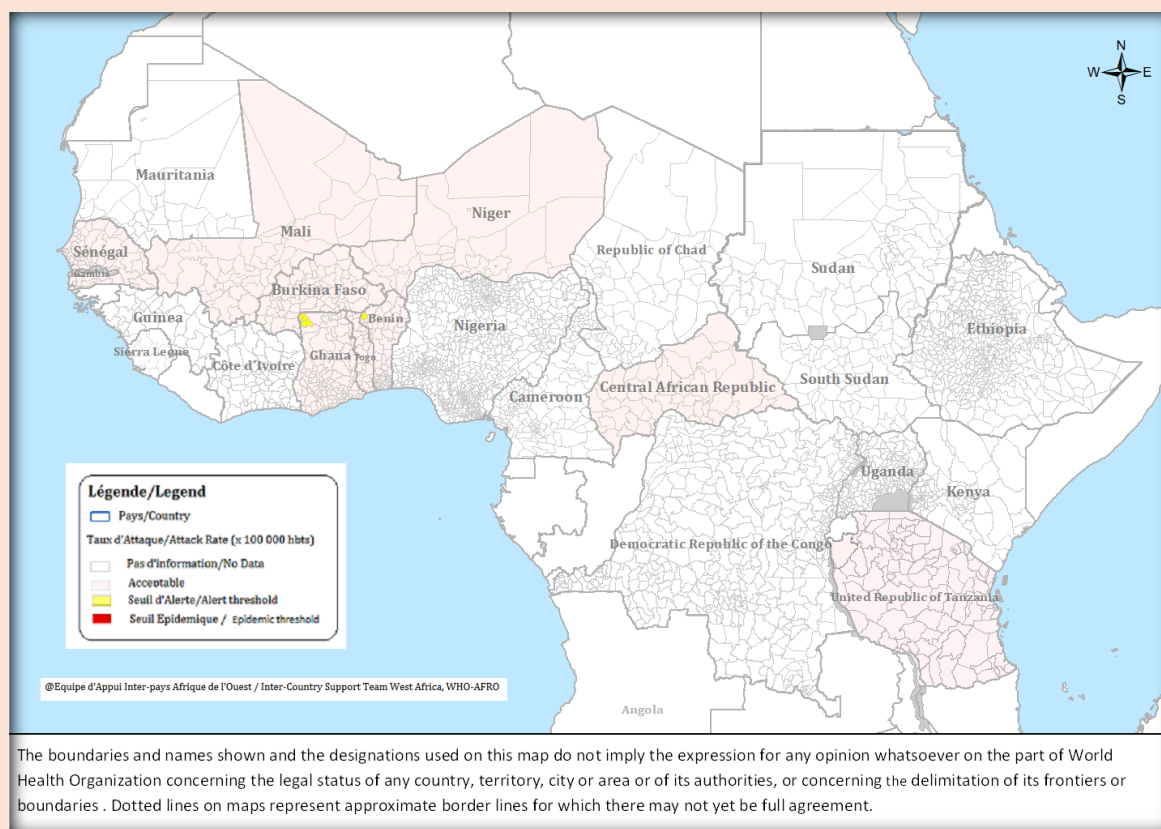 N
W E
S
Mauritania
Mali
Niger
Sénégal
Gambia
Republic of Chad
Sudan
Burkina Faso
Benin
Guinea
Nigeria
Ethiopia
Sierra Leone
Côte d'Ivoire
Ghana
Togo
South Sudan
Central African Republic
Cameroon
Uganda
Kenya
Democratic Republic of the Congo
United Republic of Tanzania
Angola
Légende/Legend
Pays/Country
Taux d'Attaque/Attack Rate (x 100 000 hbts)
Pas d'information/No Data
Acceptable
Seuil d'Alerte/Alert threshold
Seuil Epidemique / Epidemic threshold
@Equipe d'Appui Inter-pays Afrique de l'Ouest / Inter-Country Support Team West Africa, WHO-AFRO
The boundaries and names shown and the designations used on this map do not imply the expression for any opinion whatsoever on the part of World
Health Organization concerning the legal status of any country, territory, city or area or of its authorities, or concerning the delimitation of its frontiers or
boundaries . Dotted lines on maps represent approximate border lines for which there may not yet be full agreement.